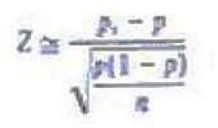 Z ≅ (p, - p) / √(p(1 - p) / n)